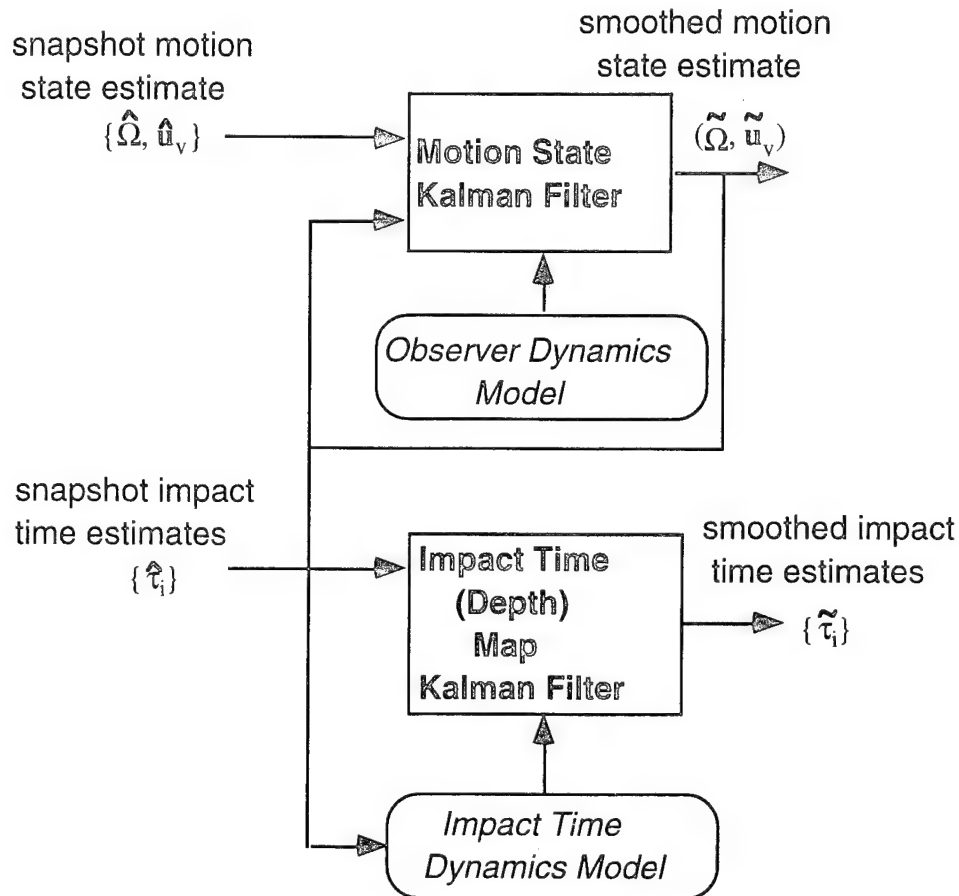 snapshot motion
state estimate
{Ω̂, û_v}
smoothed motion
state estimate
(Ω̃, ũ_v)
Motion State
Kalman Filter
Observer Dynamics
Model
snapshot impact
time estimates
{τ̂_i}
Impact Time
(Depth)
Map
Kalman Filter
smoothed impact
time estimates
{τ̃_i}
Impact Time
Dynamics Model